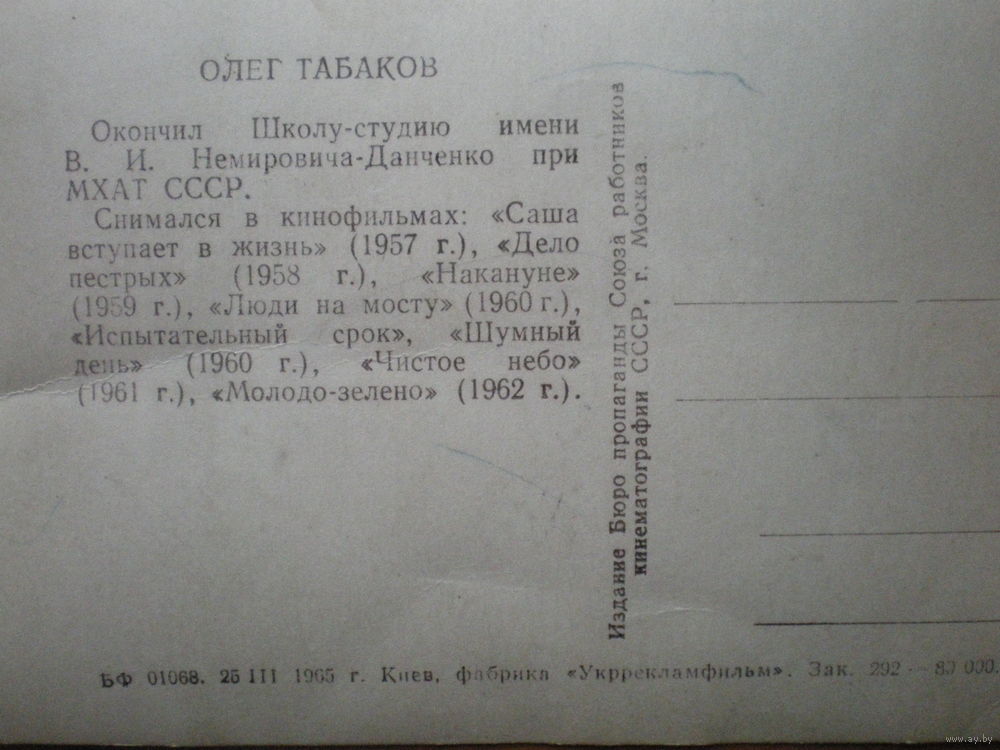 ОЛЕГ ТАБАКОВ
Окончил Школу-студию имени
В. И. Немировича-Данченко при
МХАТ СССР.
Снимался в кинофильмах: «Саша
вступает в жизнь» (1957 г.), «Дело
пестрых» (1958 г.), «Накануне»
(1959 г.), «Люди на мосту» (1960 г.),
«Испытательный срок», «Шумный
день» (1960 г.), «Чистое небо»
(1961 г.), «Молодо-зелено» (1962 г.).
Издание Бюро пропаганды Союза работников
кинематографии СССР, г. Москва.
БФ 01068. 25 III 1965 г. Киев, фабрика «Укррекламфильм». Зак. 292 —
www.ay.by